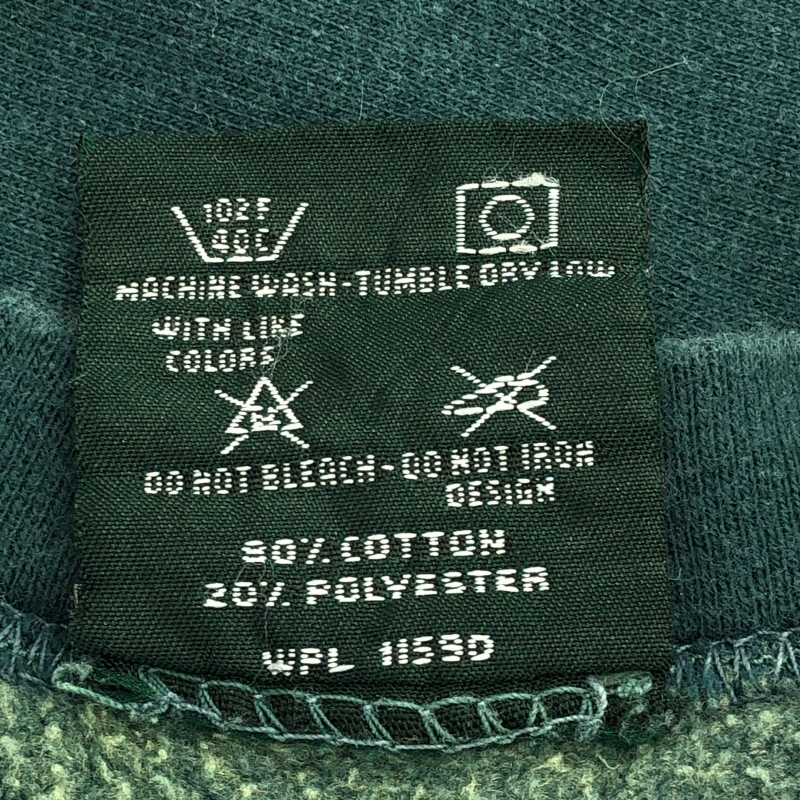 102F
40C
MACHINE WASH-TUMBLE DRY LOW
WITH LIKE
COLORS
DO NOT BLEACH-DO NOT IRON
DESIGN
80% COTTON
20% POLYESTER
WPL 1159D